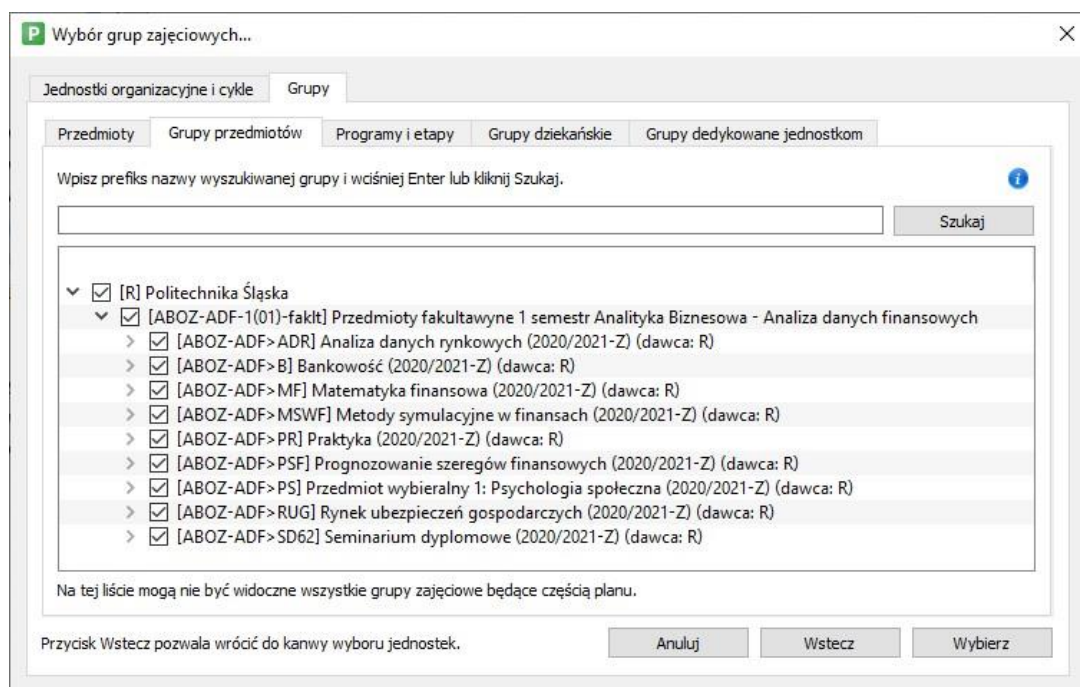 P Wybór grup zajęciowych...
Jednostki organizacyjne i cykle Grupy
Przedmioty Grupy przedmiotów Programy i etapy Grupy dziekańskie Grupy dedykowane jednostkom
Wpisz prefiks nazwy wyszukiwanej grupy i wciśnij Enter lub kliknij Szukaj.
Szukaj
[R] Politechnika Śląska
[ABOZ-ADF-1(01)-faklt] Przedmioty fakultawyne 1 semestr Analityka Biznesowa - Analiza danych finansowych
[ABOZ-ADF>ADR] Analiza danych rynkowych (2020/2021-Z) (dawca: R)
[ABOZ-ADF>B] Bankowość (2020/2021-Z) (dawca: R)
[ABOZ-ADF>MF] Matematyka finansowa (2020/2021-Z) (dawca: R)
[ABOZ-ADF>MSWF] Metody symulacyjne w finansach (2020/2021-Z) (dawca: R)
[ABOZ-ADF>PR] Praktyka (2020/2021-Z) (dawca: R)
[ABOZ-ADF>PSF] Prognozowanie szeregów finansowych (2020/2021-Z) (dawca: R)
[ABOZ-ADF>PS] Przedmiot wybieralny 1: Psychologia społeczna (2020/2021-Z) (dawca: R)
[ABOZ-ADF>RUG] Rynek ubezpieczeń gospodarczych (2020/2021-Z) (dawca: R)
[ABOZ-ADF>SD62] Seminarium dyplomowe (2020/2021-Z) (dawca: R)
Na tej liście mogą nie być widoczne wszystkie grupy zajęciowe będące częścią planu.
Przycisk Wstecz pozwala wrócić do kanwy wyboru jednostek. Anuluj Wstecz Wybierz